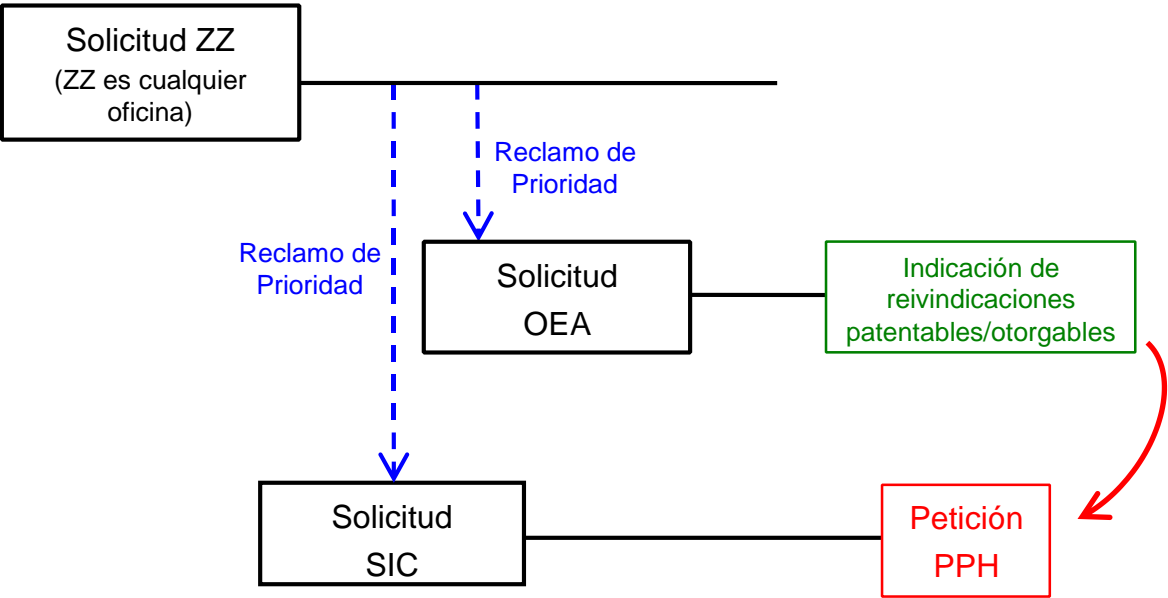 Solicitud ZZ
(ZZ es cualquier
oficina)
Reclamo de
Prioridad
Reclamo de
Prioridad
Solicitud
OEA
Indicación de
reivindicaciones
patentables/otorgables
Solicitud
SIC
Petición
PPH